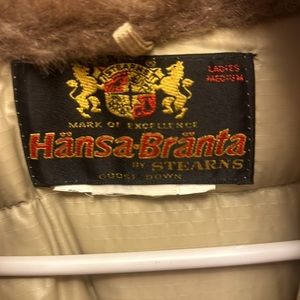 LADIES
MEDIUM
MARK OF EXCELLENCE
Hänsa-Bränta
BY STEARNS
GOOSE DOWN